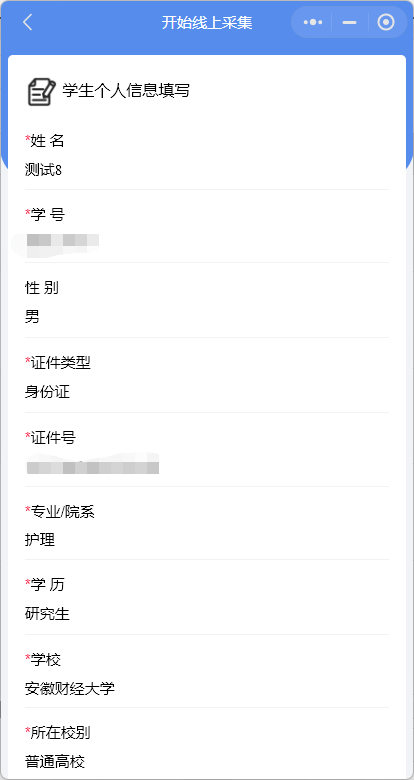 开始线上采集
学生个人信息填写
*姓 名
测试8
*学 号
性 别
男
*证件类型
身份证
*证件号
*专业/院系
护理
*学 历
研究生
*学校
安徽财经大学
*所在校别
普通高校